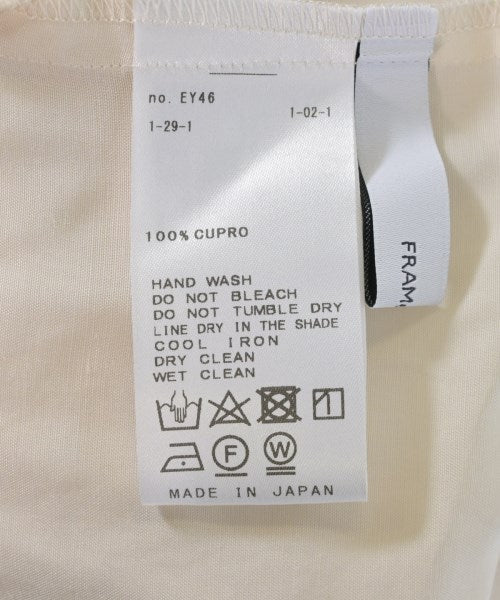 no. EY46
1-29-1 1-02-1
100% CUPRO
HAND WASH
DO NOT BLEACH
DO NOT TUMBLE DRY
LINE DRY IN THE SHADE
COOL IRON
DRY CLEAN
WET CLEAN
F W
MADE IN JAPAN
FRAM